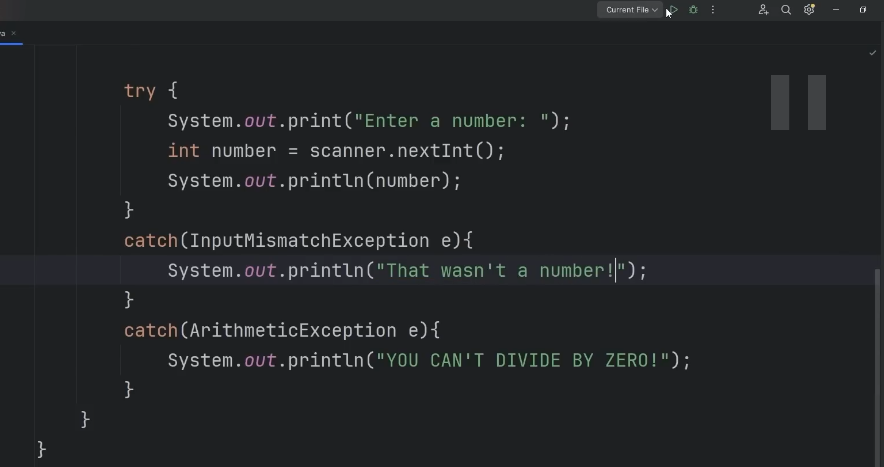 Current File
va
try {
System.out.print("Enter a number: ");
int number = scanner.nextInt();
System.out.println(number);
}
catch(InputMismatchException e){
System.out.println("That wasn't a number!");
}
catch(ArithmeticException e){
System.out.println("YOU CAN'T DIVIDE BY ZERO!");
}
}
}